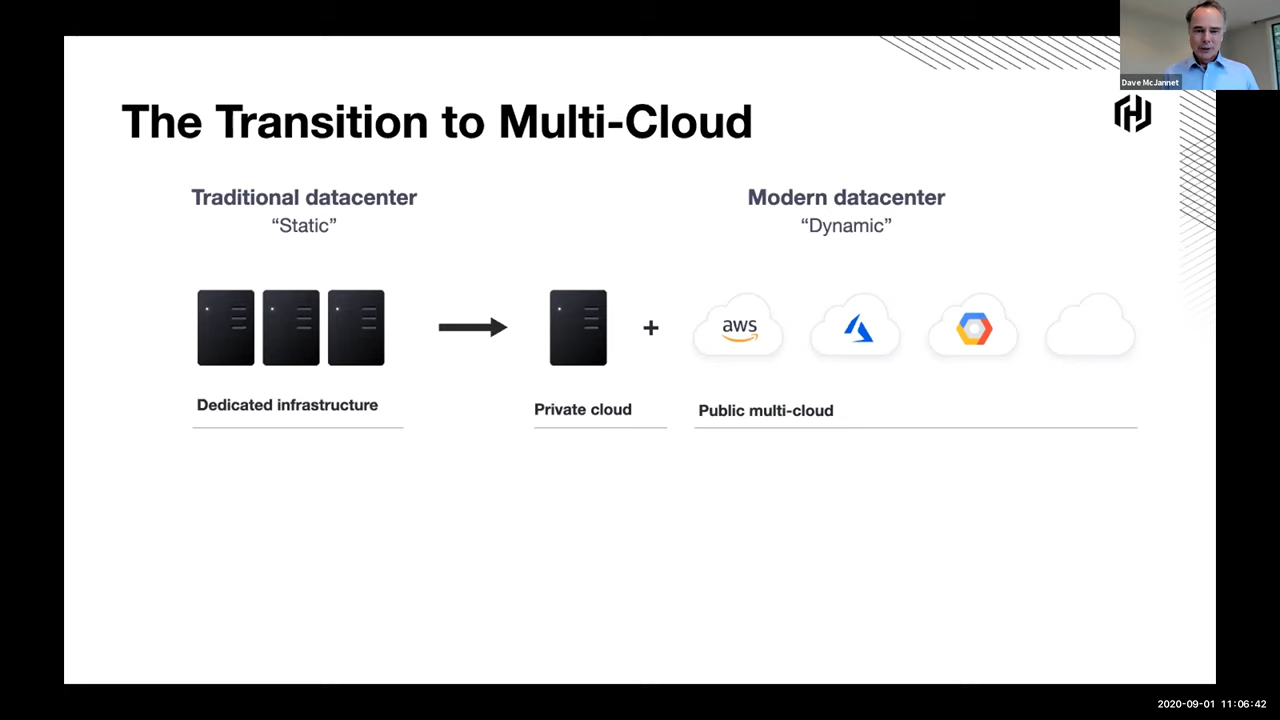 Dave McJannet
The Transition to Multi-Cloud
Traditional datacenter
“Static”
Modern datacenter
“Dynamic”
aws
Dedicated infrastructure
Private cloud
+
Public multi-cloud
2020-09-01 11:06:42